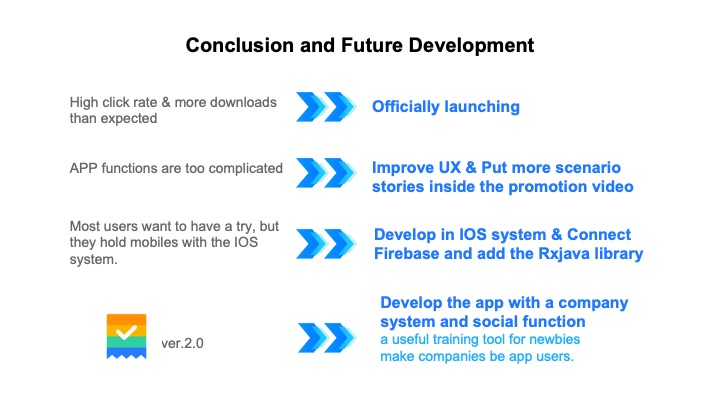 Conclusion and Future Development
High click rate & more downloads
than expected
Officially launching
APP functions are too complicated
Improve UX & Put more scenario
stories inside the promotion video
Most users want to have a try, but
they hold mobiles with the IOS
system.
Develop in IOS system & Connect
Firebase and add the Rxjava library
ver.2.0
Develop the app with a company
system and social function
a useful training tool for newbies
make companies be app users.